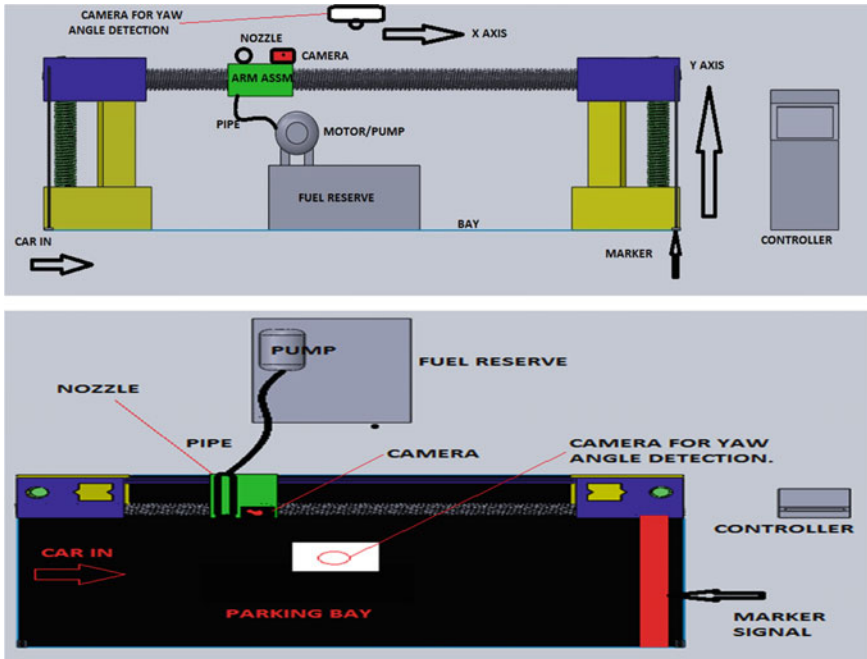 CAMERA FOR YAW
ANGLE DETECTION
X AXIS
NOZZLE
CAMERA
ARM ASSM
Y AXIS
PIPE
MOTOR/PUMP
FUEL RESERVE
BAY
CAR IN
MARKER
CONTROLLER
PUMP
FUEL RESERVE
NOZZLE
PIPE
CAMERA
CAMERA FOR YAW
ANGLE DETECTION.
CONTROLLER
CAR IN
PARKING BAY
MARKER
SIGNAL